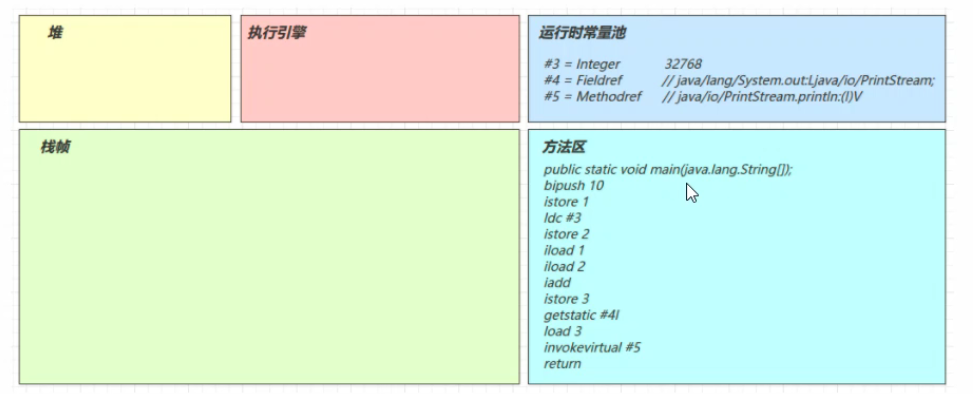 堆
执行引擎
运行时常量池
#3 = Integer 32768
#4 = Fieldref // java/lang/System.out:Ljava/io/PrintStream;
#5 = Methodref // java/io/PrintStream.println:(I)V
栈帧
方法区
public static void main(java.lang.String[]);
bipush 10
istore 1
ldc #3
istore 2
iload 1
iload 2
iadd
istore 3
getstatic #4I
load 3
invokevirtual #5
return